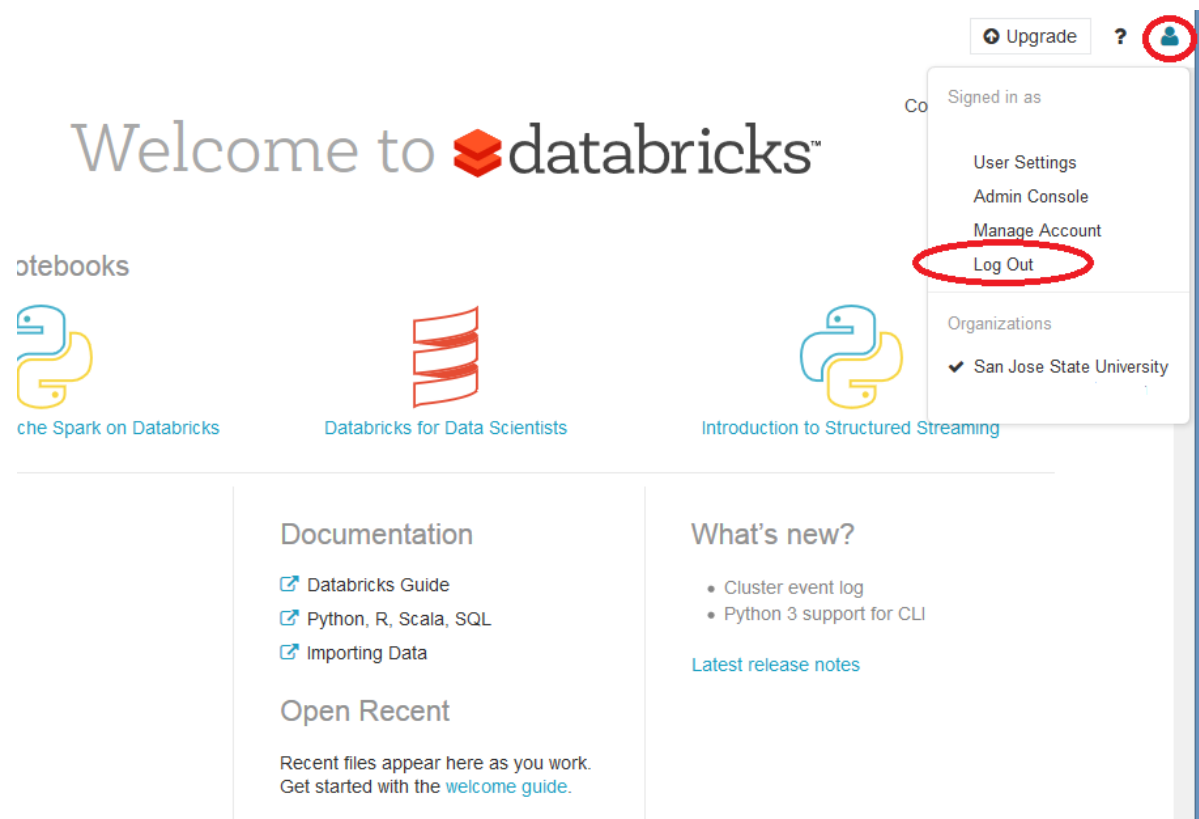 Upgrade ?
Signed in as
Co
Welcome to databricks™
User Settings
Admin Console
Manage Account
Log Out
otebooks
Organizations
San Jose State University
che Spark on Databricks
Databricks for Data Scientists
Introduction to Structured Streaming
Documentation
Databricks Guide
Python, R, Scala, SQL
Importing Data
Open Recent
Recent files appear here as you work.
Get started with the welcome guide.
What's new?
• Cluster event log
• Python 3 support for CLI
Latest release notes